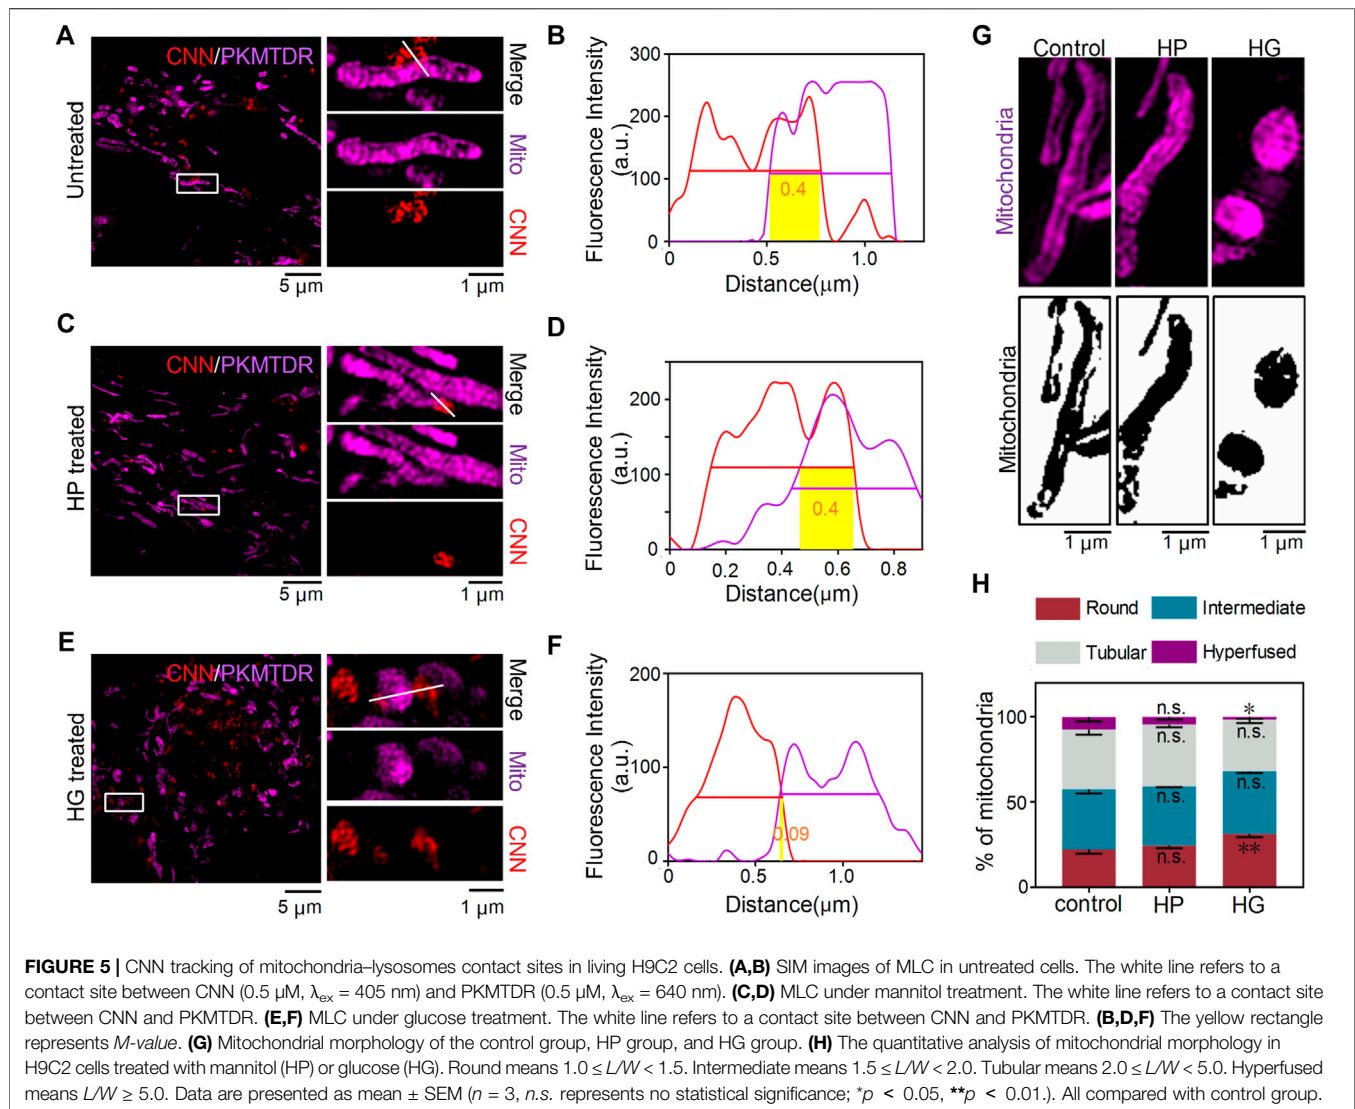 A
CNN/PKMTDR
Untreated
Merge
Mito
CNN
5 µm
1 µm
B
Fluorescence Intensity
(a.u.)
300
200
100
0
0.4
0
0.5
1.0
Distance(µm)
C
CNN/PKMTDR
HP treated
Merge
Mito
CNN
5 µm
1 µm
D
Fluorescence Intensity
(a.u.)
200
150
100
50
0
0.4
0
0.2
0.4
0.6
0.8
Distance(µm)
E
CNN/PKMTDR
HG treated
Merge
Mito
CNN
5 µm
1 µm
F
Fluorescence Intensity
(a.u.)
200
100
0
0.09
0
0.5
1.0
Distance(µm)
G
Control HP HG
Mitochondria
Mitochondria
1 µm 1 µm 1 µm
H
Round Intermediate
Tubular Hyperfused
% of mitochondria
100
50
0
n.s. *
n.s. n.s.
n.s. n.s.
n.s. **
control HP HG
FIGURE 5 | CNN tracking of mitochondria–lysosomes contact sites in living H9C2 cells. (A,B) SIM images of MLC in untreated cells. The white line refers to a
contact site between CNN (0.5 µM, λex = 405 nm) and PKMTDR (0.5 µM, λex = 640 nm). (C,D) MLC under mannitol treatment. The white line refers to a contact site
between CNN and PKMTDR. (E,F) MLC under glucose treatment. The white line refers to a contact site between CNN and PKMTDR. (B,D,F) The yellow rectangle
represents M-value. (G) Mitochondrial morphology of the control group, HP group, and HG group. (H) The quantitative analysis of mitochondrial morphology in
H9C2 cells treated with mannitol (HP) or glucose (HG). Round means 1.0 ≤ L/W < 1.5. Intermediate means 1.5 ≤ L/W < 2.0. Tubular means 2.0 ≤ L/W < 5.0. Hyperfused
means L/W ≥ 5.0. Data are presented as mean ± SEM (n = 3, n.s. represents no statistical significance; *p < 0.05, **p < 0.01.). All compared with control group.